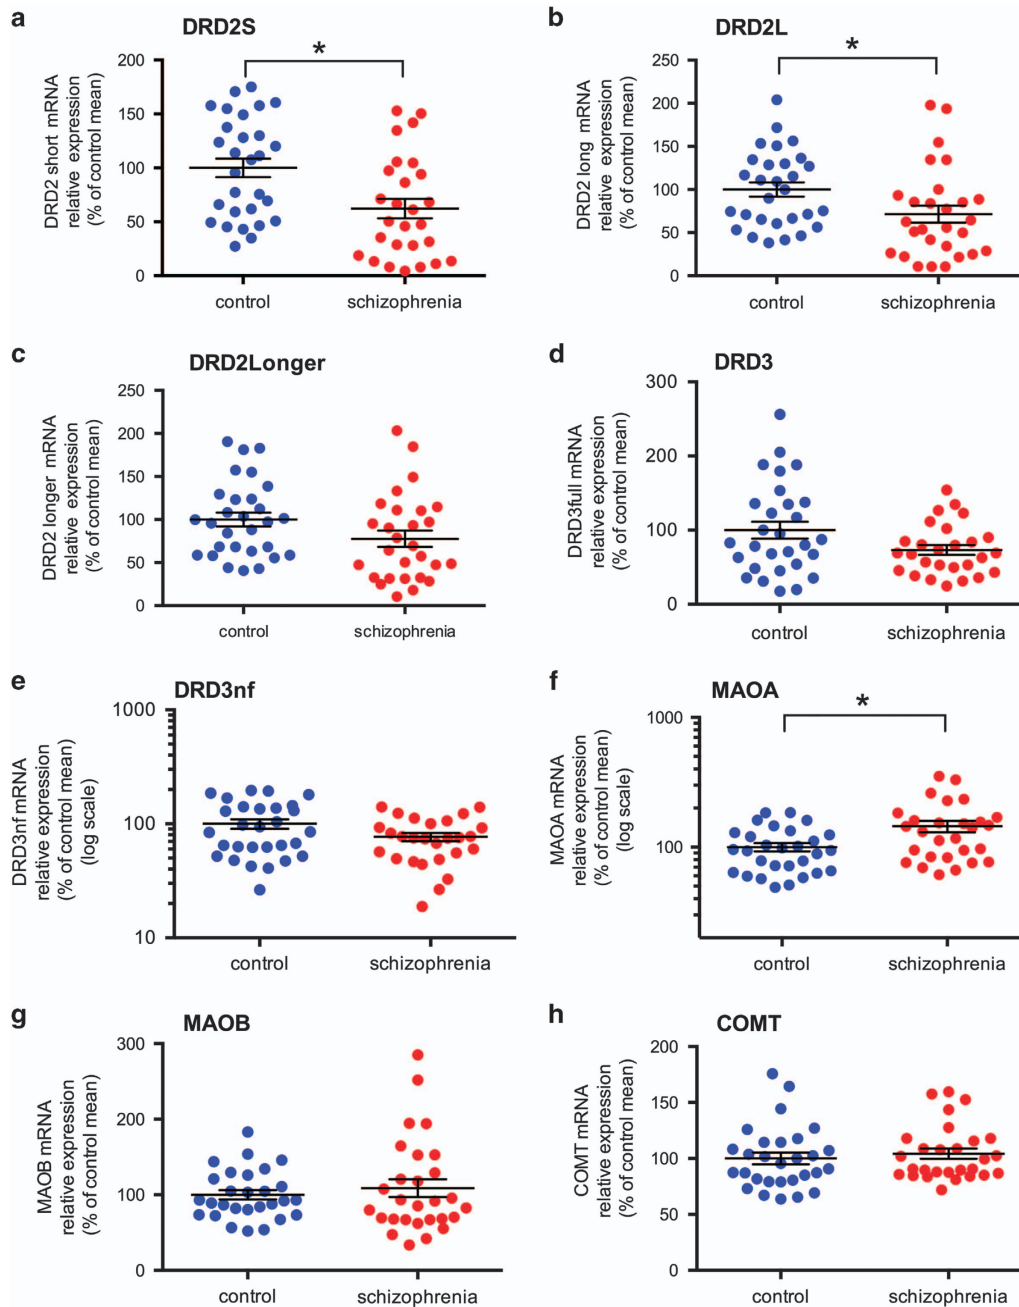 a
DRD2S
*
DRD2 short mRNA
relative expression
(% of control mean)
200
150
100
50
0
control
schizophrenia
b
DRD2L
*
DRD2 long mRNA
relative expression
(% of control mean)
250
200
150
100
50
0
control
schizophrenia
c
DRD2Longer
DRD2 longer mRNA
relative expression
(% of control mean)
250
200
150
100
50
0
control
schizophrenia
d
DRD3
DRD3full mRNA
relative expression
(% of control mean)
300
200
100
0
control
schizophrenia
e
DRD3nf
DRD3nf mRNA
relative expression
(% of control mean)
(log scale)
1000
100
10
control
schizophrenia
f
MAOA
*
MAOA mRNA
relative expression
(% of control mean)
(log scale)
1000
100
control
schizophrenia
g
MAOB
MAOB mRNA
relative expression
(% of control mean)
300
200
100
0
control
schizophrenia
h
COMT
COMT mRNA
relative expression
(% of control mean)
200
150
100
50
0
control
schizophrenia